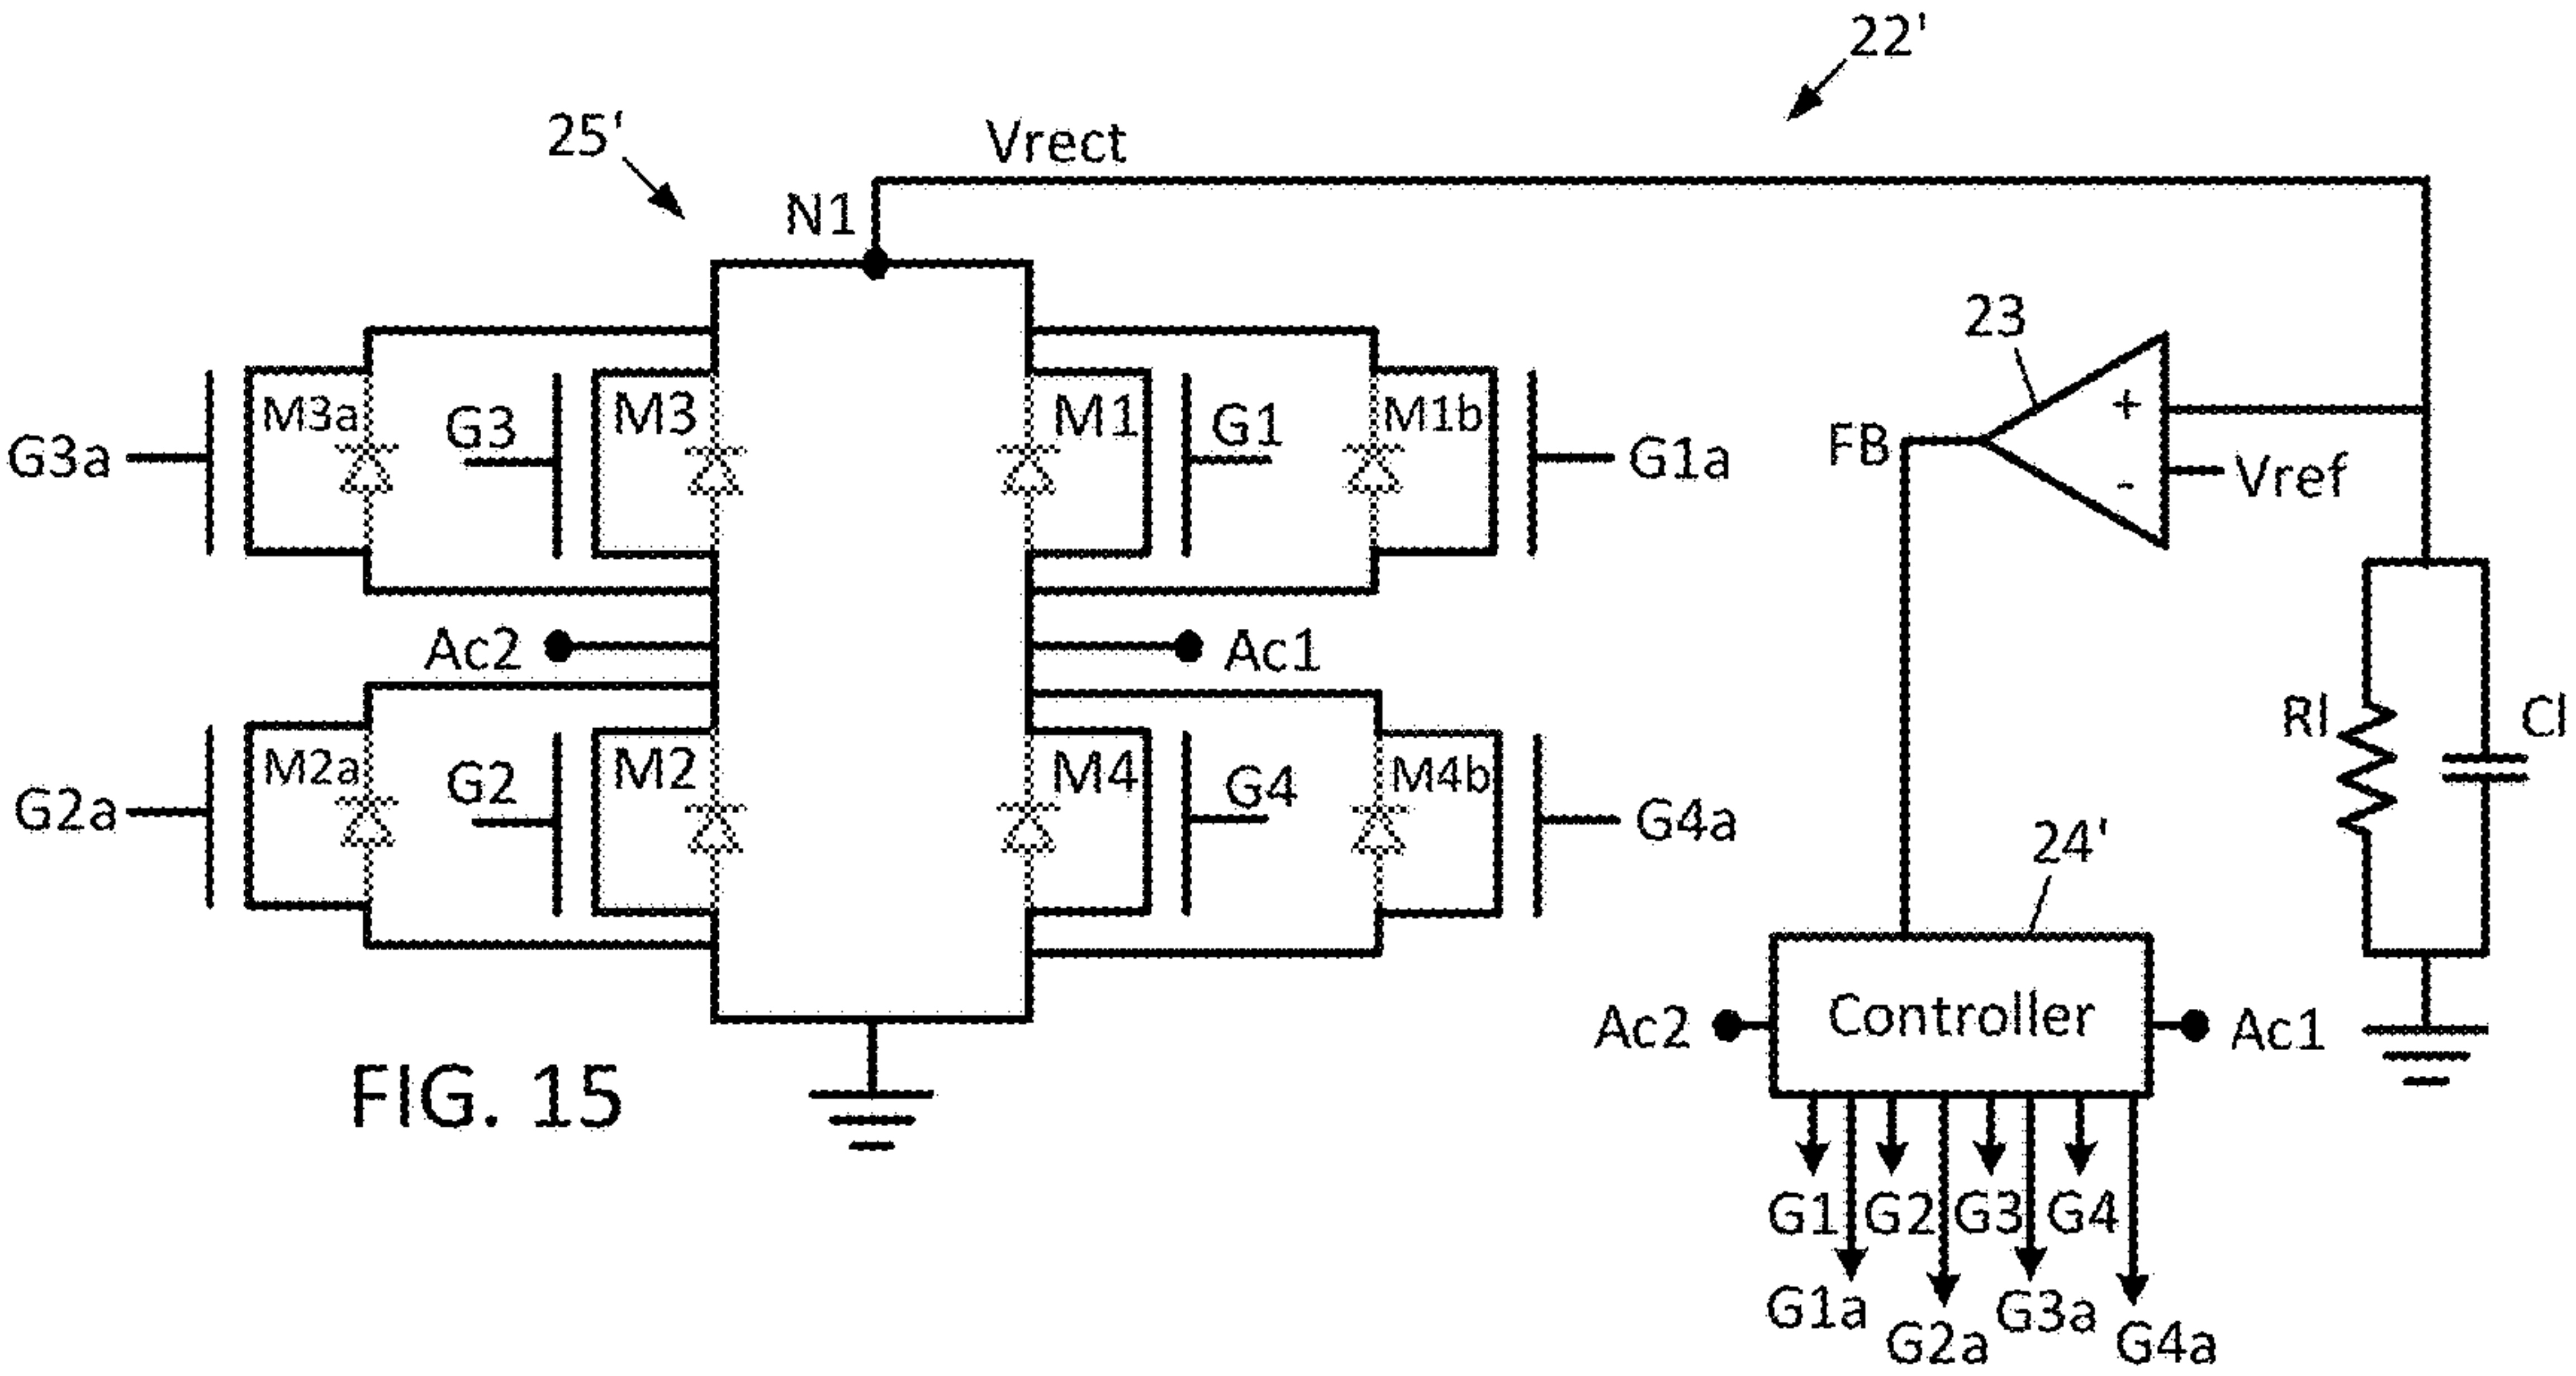 22'
25'
Vrect
N1
23
M3a
G3
M3
M1
G1
M1b
G3a
G1a
+
FB
-
Vref
Ac2
Ac1
M2a
G2
M2
M4
G4
M4b
G2a
G4a
Rl
Cl
24'
Ac2
Controller
Ac1
FIG. 15
G1
G2
G3
G4
G1a
G2a
G3a
G4a